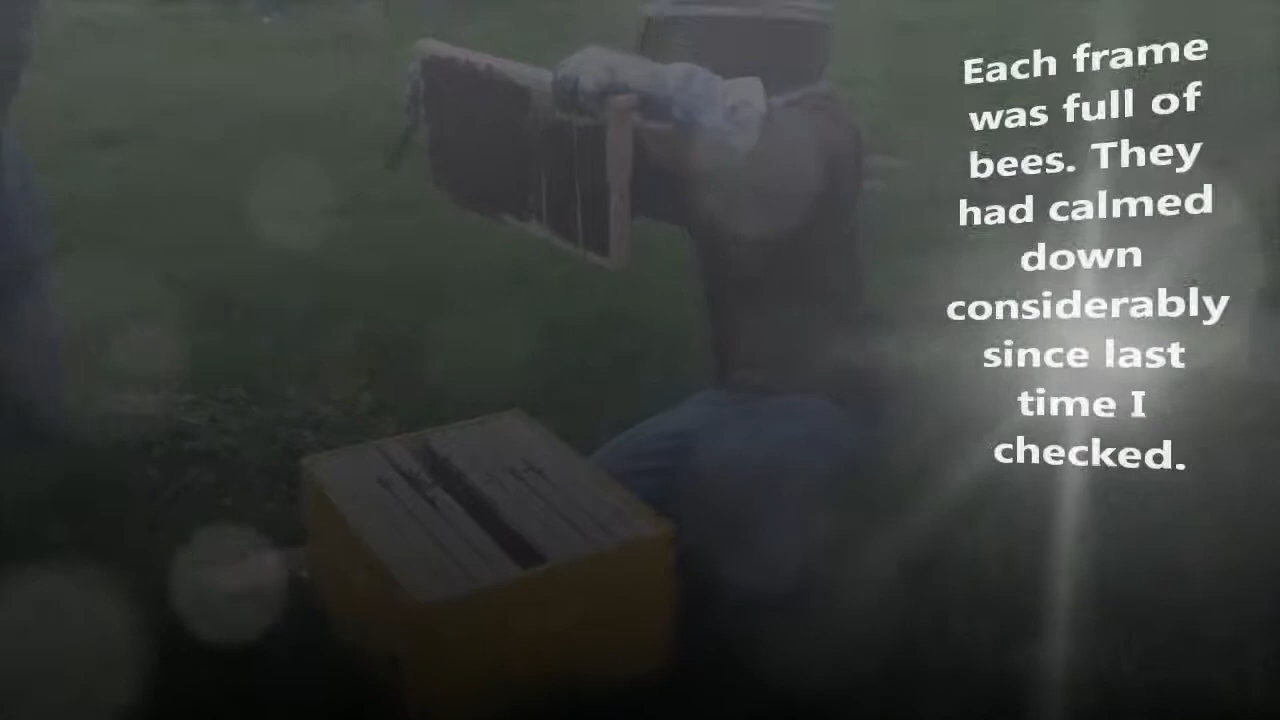 Each frame
was full of
bees. They
had calmed
down
considerably
since last
time I
checked.